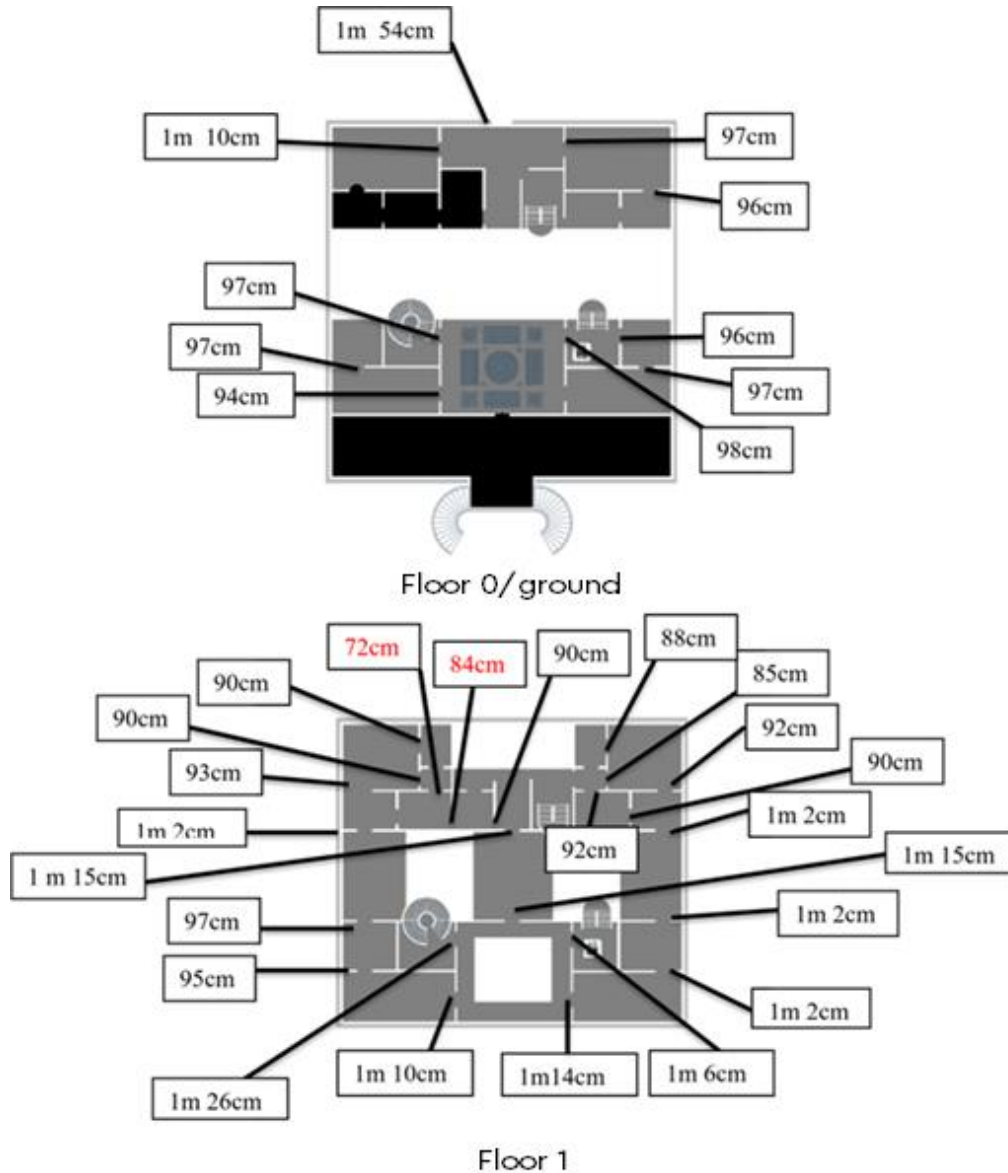 1m 54cm
1m 10cm
97cm
96cm
97cm
97cm
96cm
94cm
97cm
98cm
Floor 0/ground
72cm
84cm
90cm
88cm
90cm
85cm
90cm
92cm
93cm
90cm
1m 2cm
1m 2cm
92cm
1m 15cm
1 m 15cm
97cm
1m 2cm
95cm
1m 2cm
1m 10cm
1m14cm
1m 6cm
1m 26cm
Floor 1